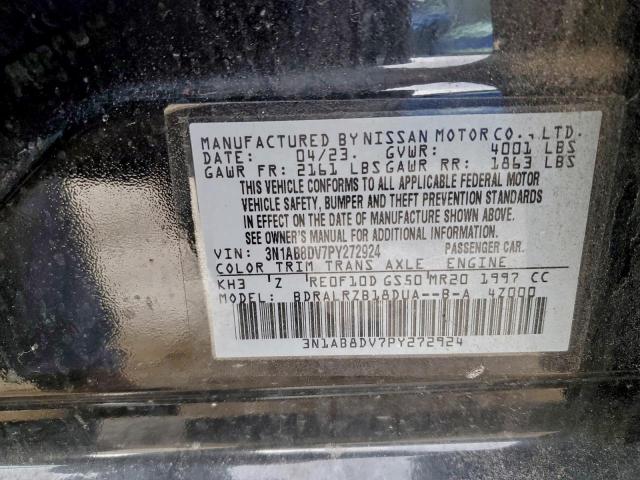 MANUFACTURED BY NISSAN MOTOR CO., LTD.
DATE: 04/23. GVWR: 4001 LBS
GAWR FR: 2161 LBS GAWR RR: 1863 LBS
THIS VEHICLE CONFORMS TO ALL APPLICABLE FEDERAL MOTOR
VEHICLE SAFETY, BUMPER AND THEFT PREVENTION STANDARDS
IN EFFECT ON THE DATE OF MANUFACTURE SHOWN ABOVE.
SEE OWNER'S MANUAL FOR ADDITIONAL INFORMATION.
VIN: 3N1AB8DV7PY272924 PASSENGER CAR.
COLOR TRIM TRANS AXLE ENGINE
KH3 Z RE0F10D GS50 MR20 1997 CC
MODEL: BDRALRZB18DUA--B-A 4Z000
3N1AB8DV7PY272924